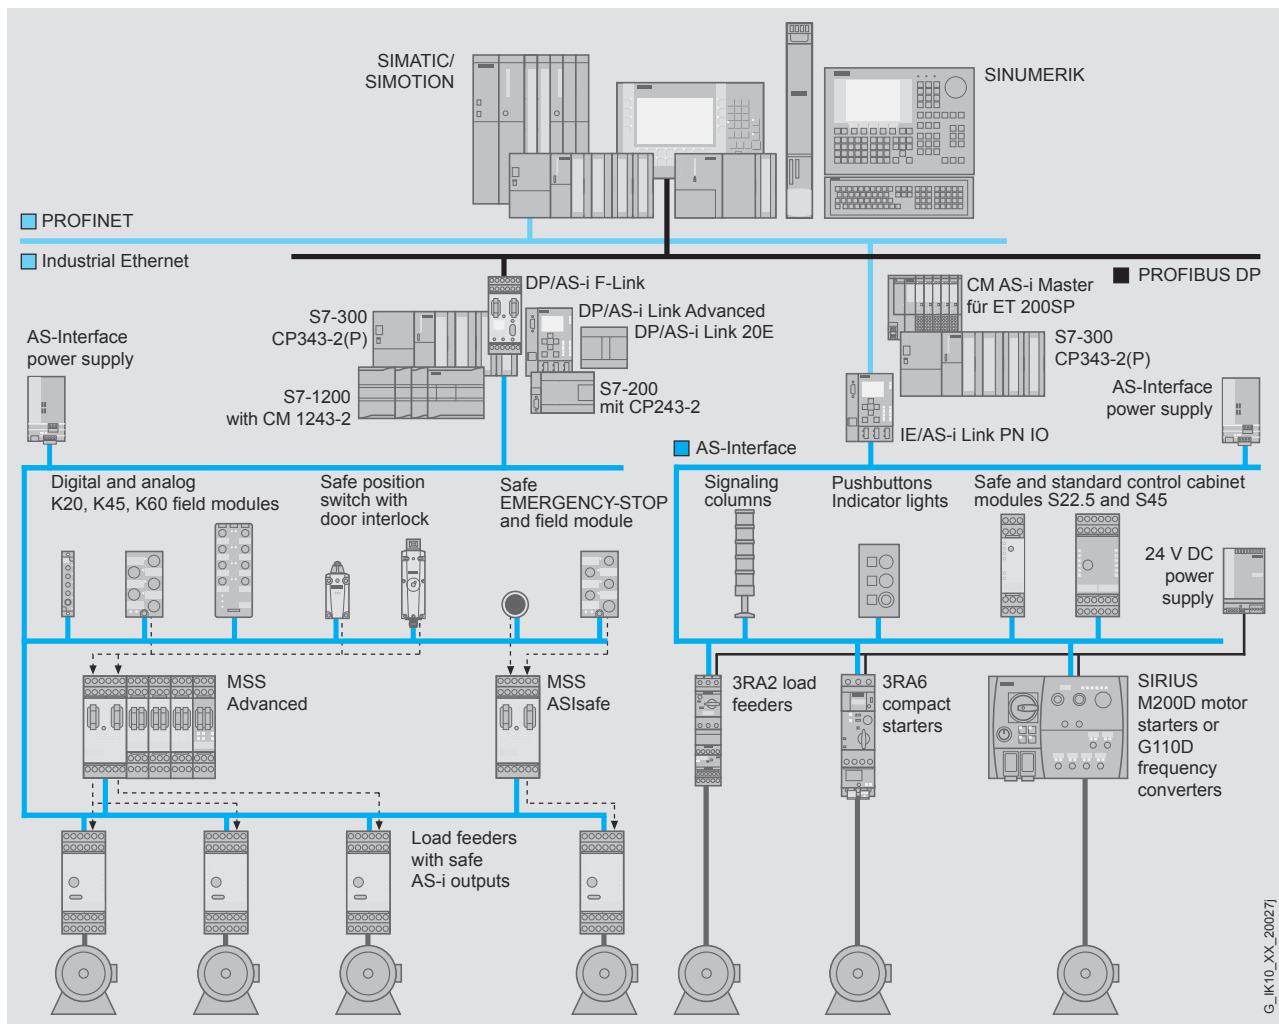 SIMATIC/
SIMOTION
SINUMERIK
PROFINET
Industrial Ethernet
PROFIBUS DP
DP/AS-i F-Link
CM AS-i Master
für ET 200SP
S7-300
CP343-2(P)
DP/AS-i Link Advanced
DP/AS-i Link 20E
S7-300
CP343-2(P)
AS-Interface
power supply
S7-1200
with CM 1243-2
S7-200
mit CP243-2
AS-Interface
power supply
IE/AS-i Link PN IO
AS-Interface
Digital and analog
K20, K45, K60 field modules
Safe position
switch with
door interlock
Safe
EMERGENCY-STOP
and field module
Signaling
columns
Pushbuttons
Indicator lights
Safe and standard control cabinet
modules S22.5 and S45
24 V DC
power
supply
MSS
Advanced
MSS
ASIsafe
3RA2 load
feeders
3RA6
compact
starters
SIRIUS
M200D motor
starters or
G110D
frequency
converters
Load feeders
with safe
AS-i outputs
G_IK10_XX_20027j